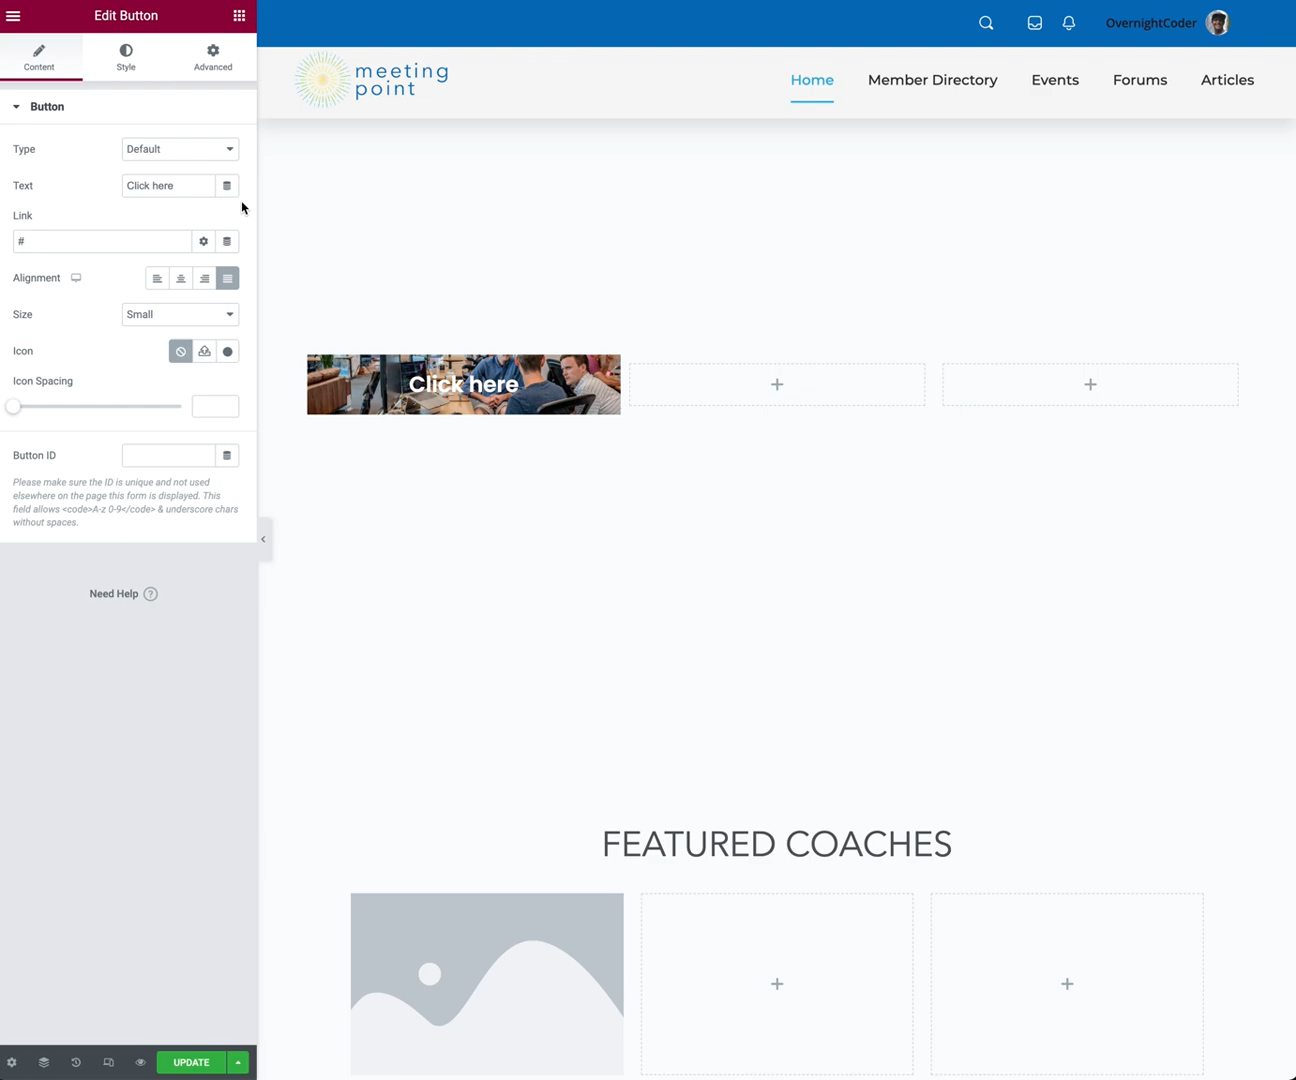 Edit Button
OvernightCoder
Content
Style
Advanced
meeting
point
Home
Member Directory
Events
Forums
Articles
Button
Type
Default
Text
Click here
Link
#
Alignment
Size
Small
Icon
Icon Spacing
Button ID
Please make sure the ID is unique and not used
elsewhere on the page this form is displayed. This
field allows <code>A-z 0-9</code> & underscore chars
without spaces.
Need Help ?
UPDATE
Click here
+
+
FEATURED COACHES
+
+